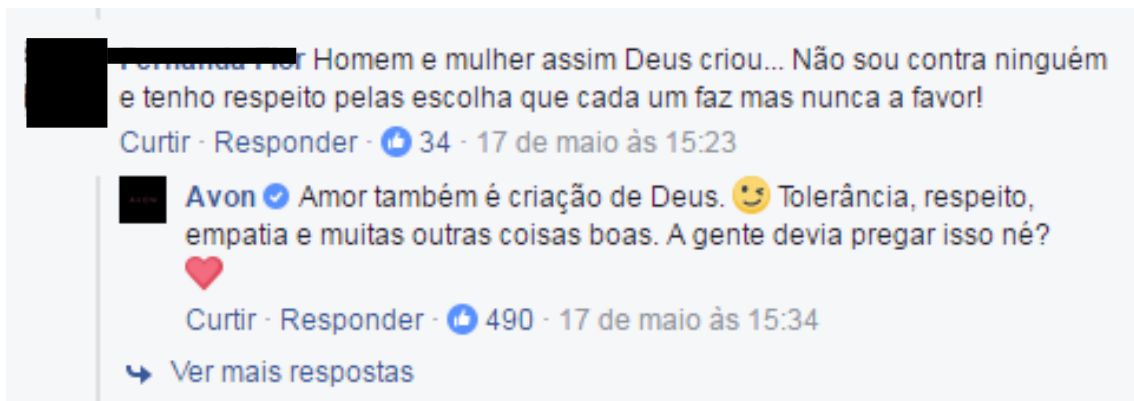 Homem e mulher assim Deus criou... Não sou contra ninguém
e tenho respeito pelas escolha que cada um faz mas nunca a favor!
Curtir · Responder · 34 · 17 de maio às 15:23
Avon Amor também é criação de Deus. 😉 Tolerância, respeito,
empatia e muitas outras coisas boas. A gente devia pregar isso né?
❤️
Curtir · Responder · 490 · 17 de maio às 15:34
Ver mais respostas